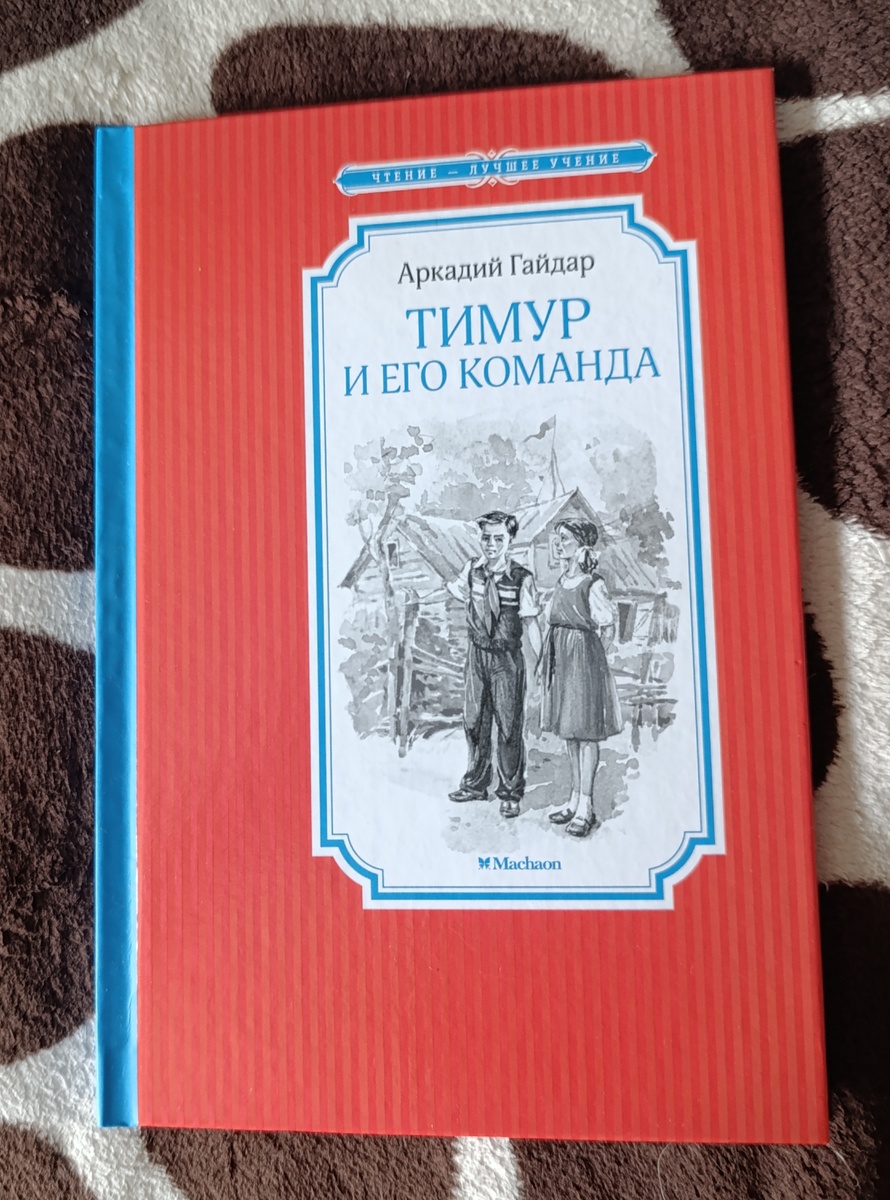 ЧТЕНИЕ — ЛУЧШЕЕ УЧЕНИЕ
Аркадий Гайдар
ТИМУР
И ЕГО КОМАНДА
Machaon